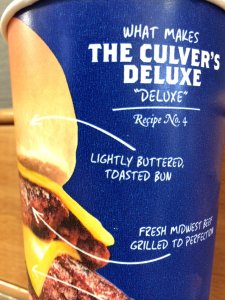 WHAT MAKES
THE CULVER'S
DELUXE
"DELUXE"
Recipe No. 4
LIGHTLY BUTTERED,
TOASTED BUN
FRESH MIDWEST BEEF
GRILLED TO PERFECTION